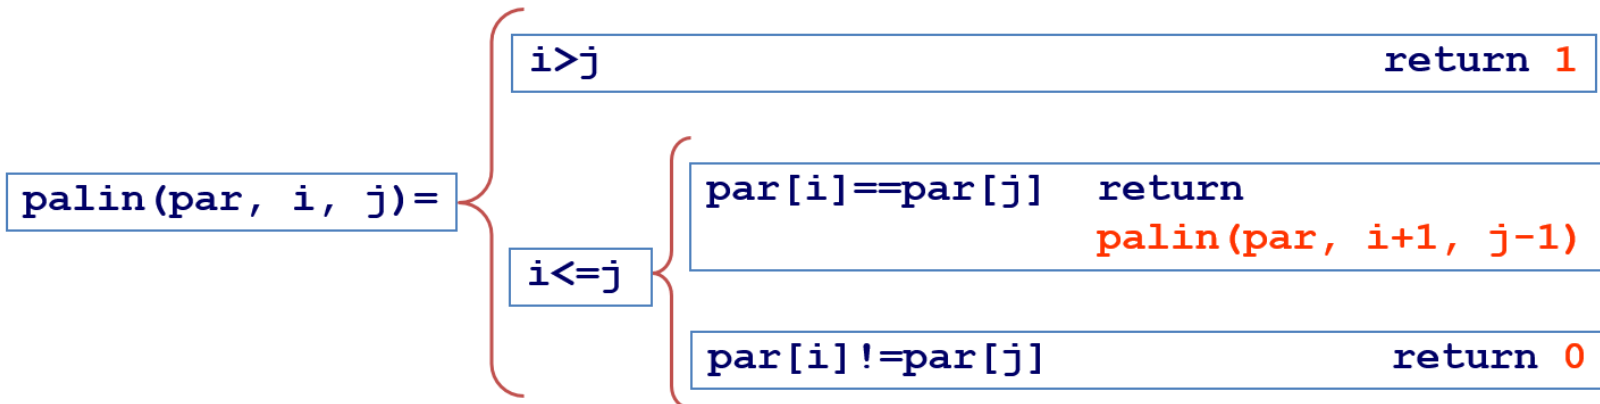 i>j return 1
palin(par, i, j)=
par[i]==par[j] return
palin(par, i+1, j-1)
i<=j
par[i]!=par[j] return 0